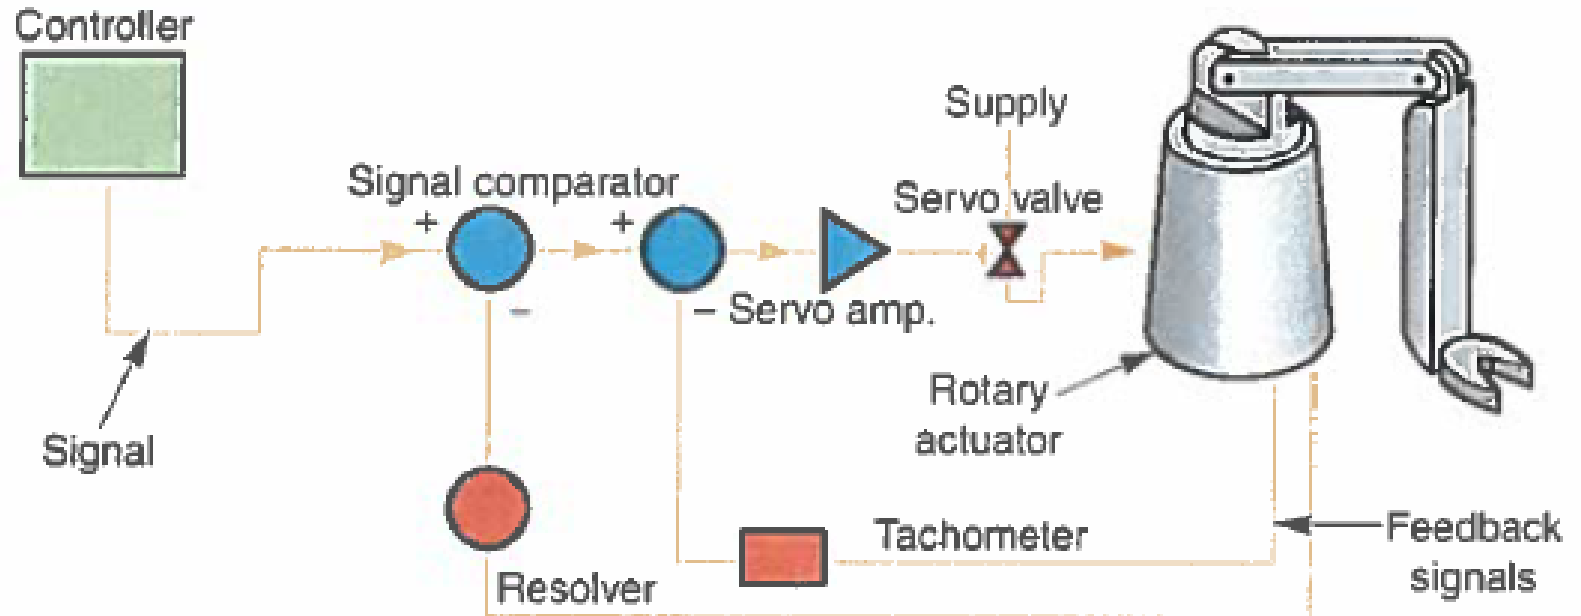 Controller
Supply
Signal comparator
+
+
Servo valve
–
– Servo amp.
Rotary
actuator
Signal
Tachometer
Feedback
signals
Resolver